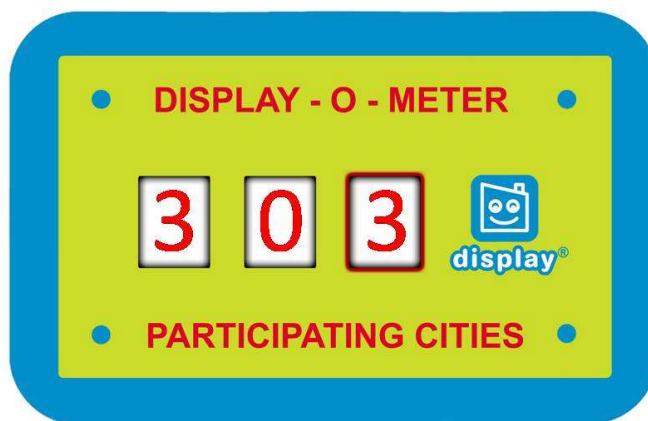 DISPLAY - O - METER
3 0 3
display®
PARTICIPATING CITIES